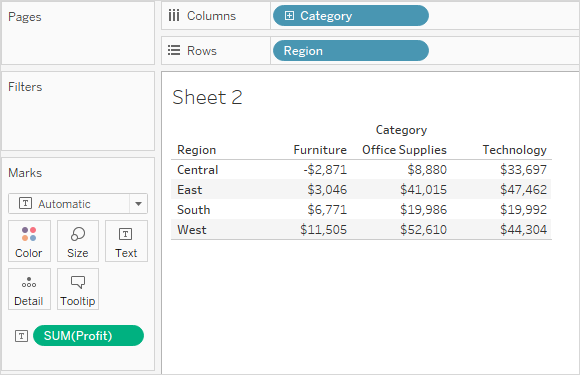 Pages
Columns
Category
Rows
Region
Filters
Sheet 2
Category
Region Furniture Office Supplies Technology
Central -$2,871 $8,880 $33,697
East $3,046 $41,015 $47,462
South $6,771 $19,986 $19,992
West $11,505 $52,610 $44,304
Marks
T Automatic
T
Color Size Text
Detail Tooltip
T SUM(Profit)